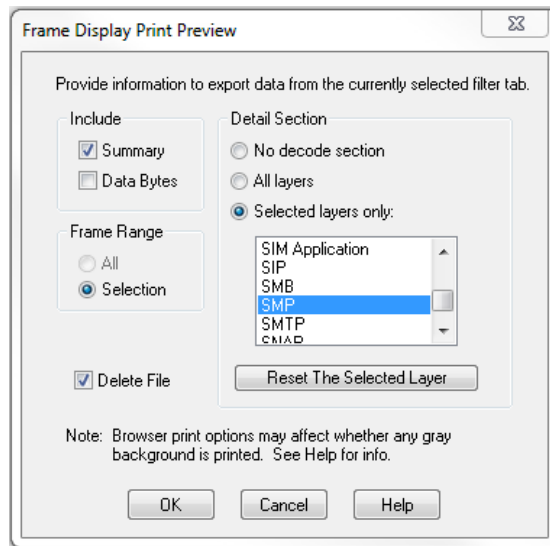 Frame Display Print Preview
Provide information to export data from the currently selected filter tab.
Include
Summary
Data Bytes
Frame Range
All
Selection
Delete File
Detail Section
No decode section
All layers
Selected layers only:
SIM Application
SIP
SMB
SMP
SMTP
SNAP
Reset The Selected Layer
Note: Browser print options may affect whether any gray
background is printed. See Help for info.
OK
Cancel
Help